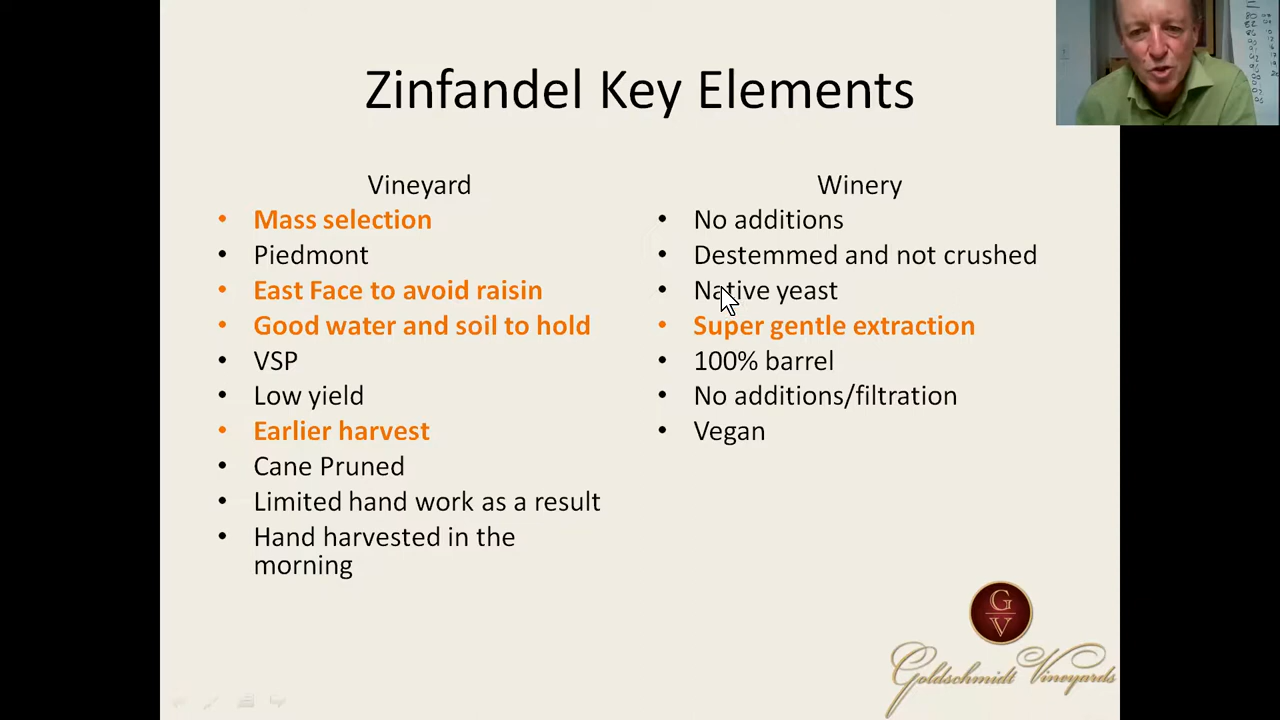 Zinfandel Key Elements
Vineyard
• Mass selection
• Piedmont
• East Face to avoid raisin
• Good water and soil to hold
• VSP
• Low yield
• Earlier harvest
• Cane Pruned
• Limited hand work as a result
• Hand harvested in the
morning
Winery
• No additions
• Destemmed and not crushed
• Native yeast
• Super gentle extraction
• 100% barrel
• No additions/filtration
• Vegan
G
V
Goldschmidt Vineyards